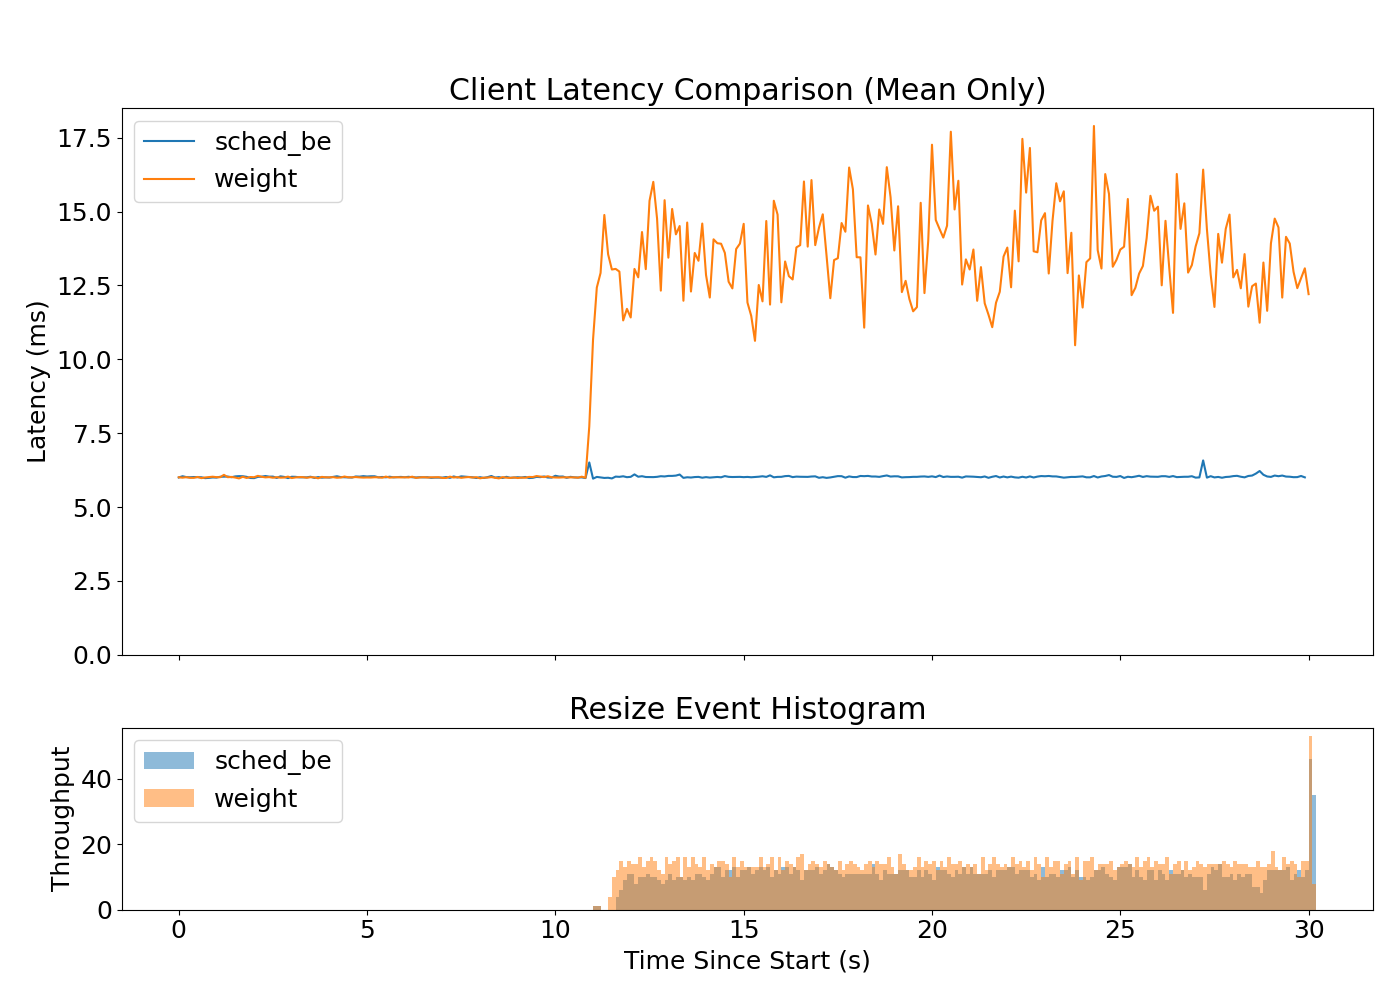 Client Latency Comparison (Mean Only)
sched_be
weight
17.5
15.0
12.5
10.0
7.5
5.0
2.5
0.0
Latency (ms)
Resize Event Histogram
sched_be
weight
40
20
0
Throughput
0 5 10 15 20 25 30
Time Since Start (s)